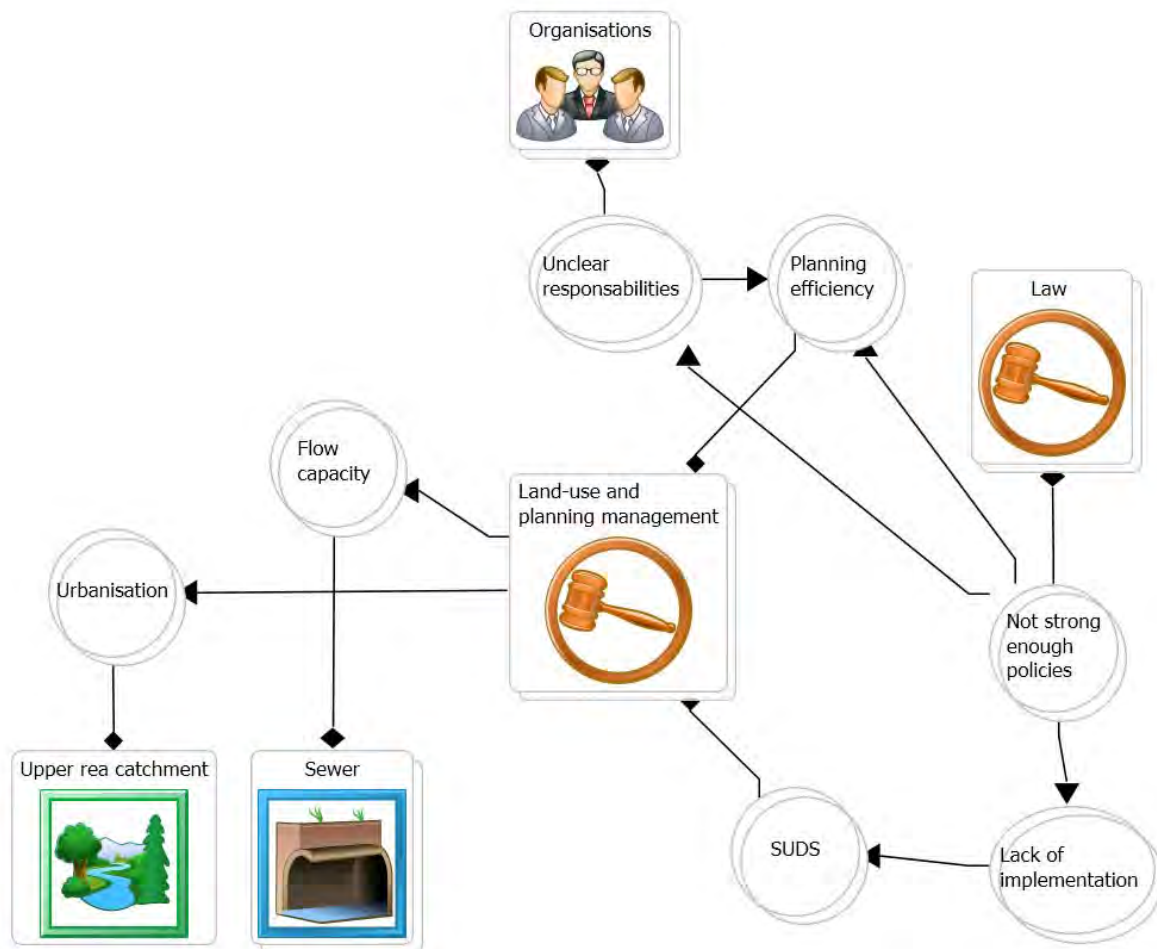 Organisations
Unclear
responsabilities
Planning
efficiency
Law
Flow
capacity
Land-use and
planning management
Urbanisation
Not strong
enough
policies
Upper rea catchment
Sewer
SUDS
Lack of
implementation